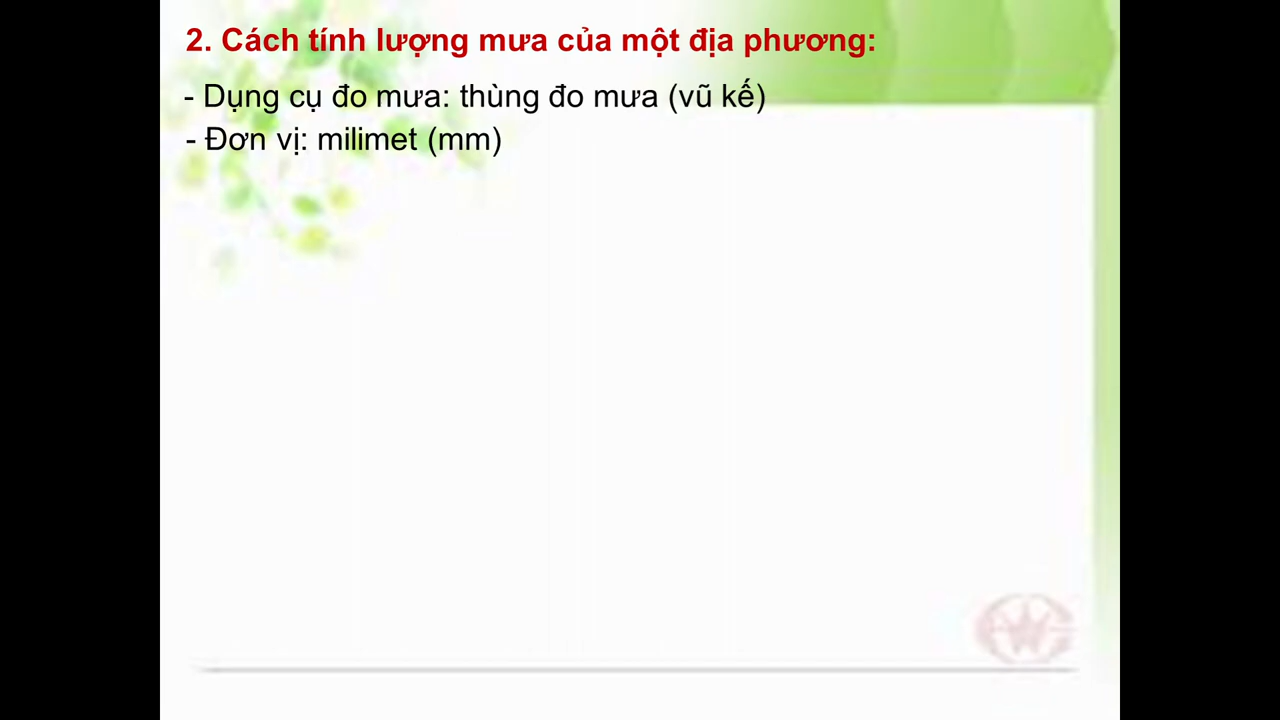 2. Cách tính lượng mưa của một địa phương:
- Dụng cụ đo mưa: thùng đo mưa (vũ kế)
- Đơn vị: milimet (mm)